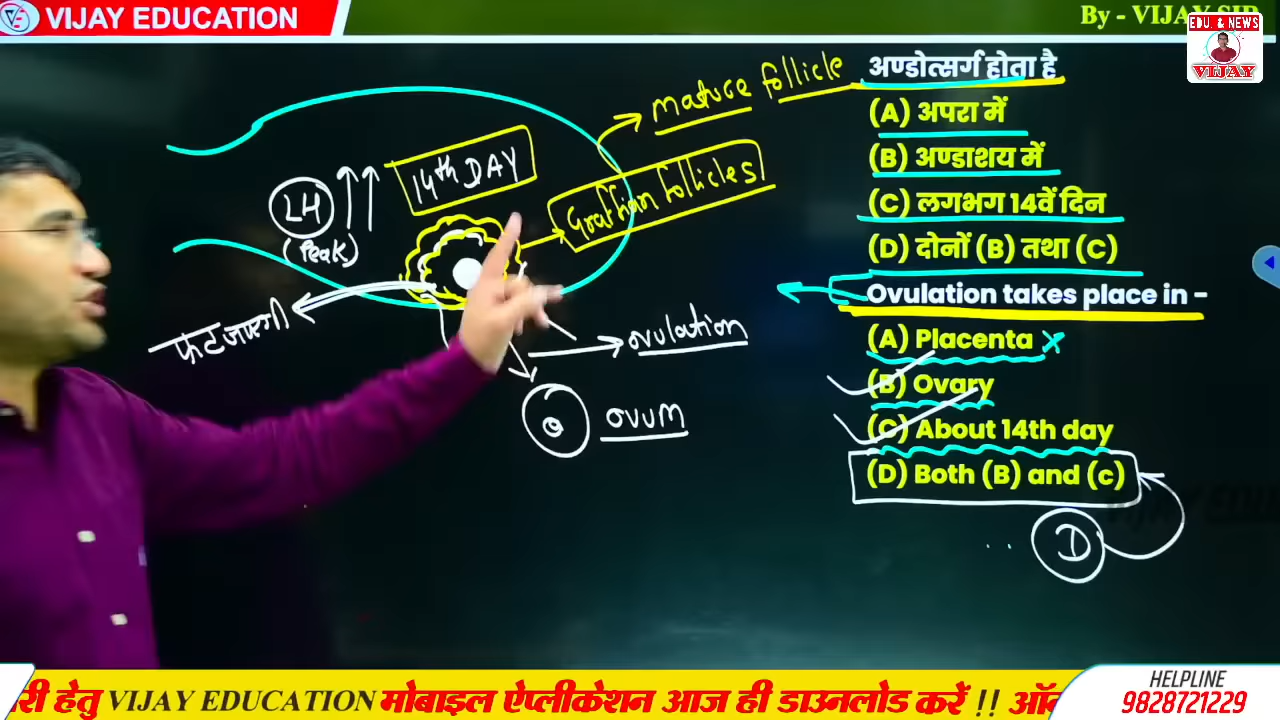 VIJAY EDUCATION
By - VIJAY SIR
EDU. & NEWS
VIJAY
mature follicle
14th DAY
LH
(Peak)
Graffian follicles
फट जाएगी
ovulation
ovum
अण्डोत्सर्ग होता है
(A) अपरा में
(B) अण्डाशय में
(C) लगभग 14वें दिन
(D) दोनों (B) तथा (C)
Ovulation takes place in -
(A) Placenta
(B) Ovary
(C) About 14th day
(D) Both (B) and (c)
D
री हेतु VIJAY EDUCATION मोबाइल ऐप्लीकेशन आज ही डाउनलोड करें !! ऑन
HELPLINE
9828721229